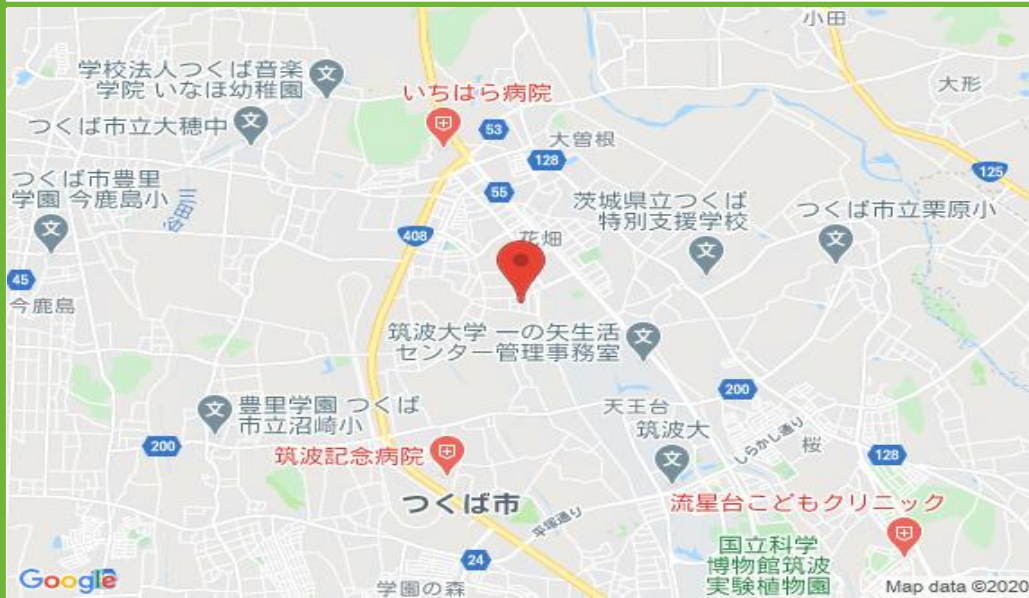 小田
学校法人つくば音楽
学院 いなほ幼稚園
大形
いちはら病院
つくば市立大穂中
53
大曽根
128
125
つくば市豊里
学園 今鹿島小
55
茨城県立つくば
特別支援学校
つくば市立栗原小
408
花畑
45
今鹿島
筑波大学 一の矢生活
センター管理事務室
200
豊里学園 つくば
市立沼崎小
天王台
筑波大
しらかし通り
桜
200
筑波記念病院
128
つくば市
流星台こどもクリニック
平塚通り
国立科学
博物館筑波
実験植物園
24
学園の森
Google
Map data ©2020